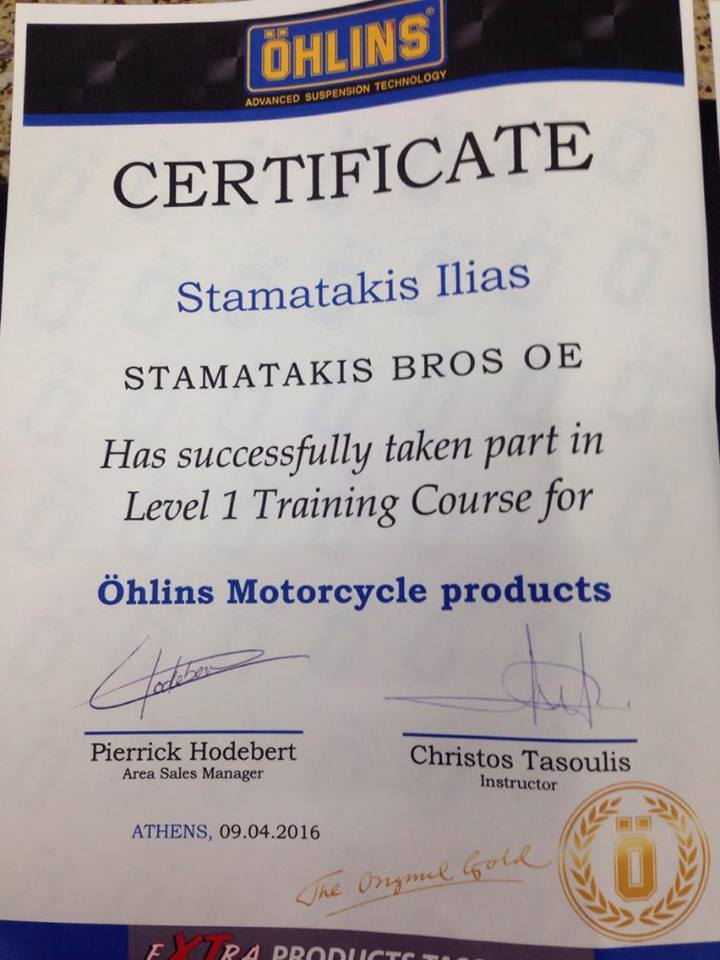 ÖHLINS®
ADVANCED SUSPENSION TECHNOLOGY
CERTIFICATE
Stamatakis Ilias
STAMATAKIS BROS OE
Has successfully taken part in
Level 1 Training Course for
Öhlins Motorcycle products
Pierrick Hodebert
Area Sales Manager
Christos Tasoulis
Instructor
ATHENS, 09.04.2016
The Original Gold
Ö
EXTRA PRODUCTS